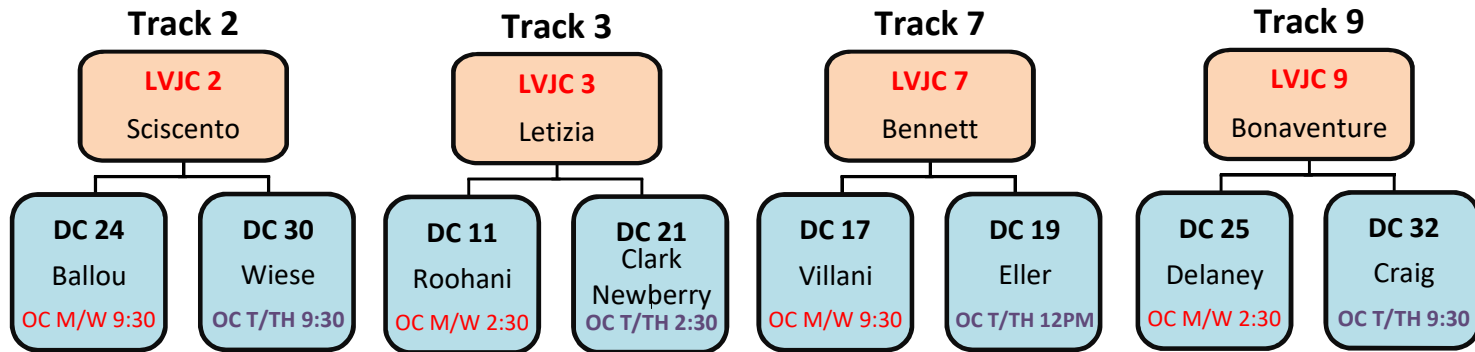 Track 2
LVJC 2
Sciscento
DC 24
Ballou
OC M/W 9:30
DC 30
Wiese
OC T/TH 9:30
Track 3
LVJC 3
Letizia
DC 11
Roohani
OC M/W 2:30
DC 21
Clark
Newberry
OC T/TH 2:30
Track 7
LVJC 7
Bennett
DC 17
Villani
OC M/W 9:30
DC 19
Eller
OC T/TH 12PM
Track 9
LVJC 9
Bonaventure
DC 25
Delaney
OC M/W 2:30
DC 32
Craig
OC T/TH 9:30